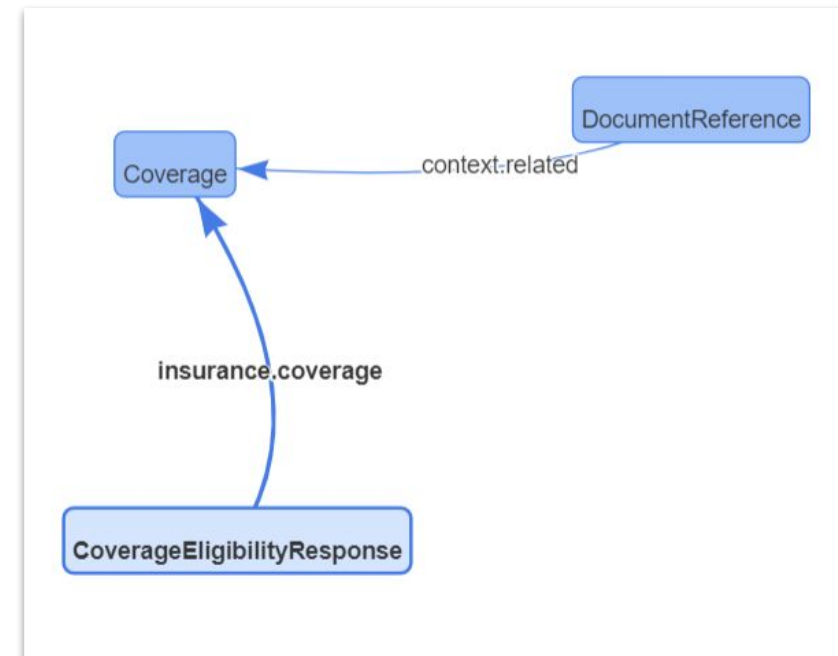 DocumentReference
Coverage
context.related
insurance.coverage
CoverageEligibilityResponse